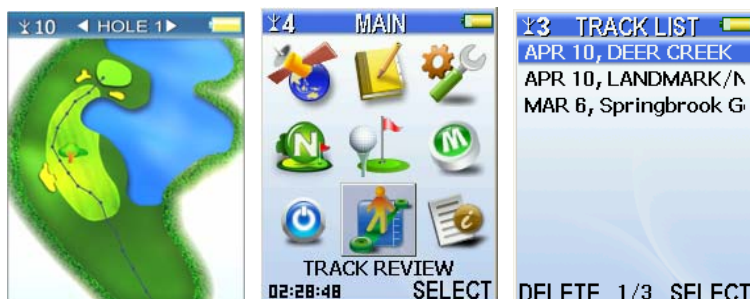 10 ◄ HOLE 1►
4 MAIN
N
M
i
TRACK REVIEW
02:28:48 SELECT
3 TRACK LIST
APR 10, DEER CREEK
APR 10, LANDMARK/N
MAR 6, Springbrook G
DELETE 1/3 SELECT